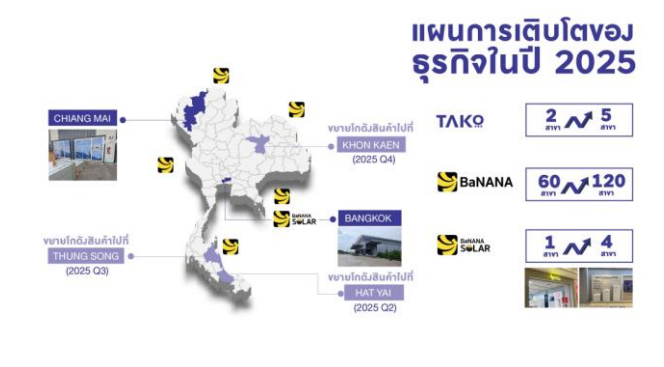 แผนการเติบโตของ
ธุรกิจในปี 2025
CHIANG MAI
ขยายโกดังสินค้าไปที่
KHON KAEN
(2025 Q4)
BaNANA
SOLAR
BANGKOK
ขยายโกดังสินค้าไปที่
THUNG SONG
(2025 Q3)
ขยายโกดังสินค้าไปที่
HAT YAI
(2025 Q2)
TAKO
2 5
สาขา สาขา
BaNANA
60 120
สาขา สาขา
BaNANA
SOLAR
1 4
สาขา สาขา